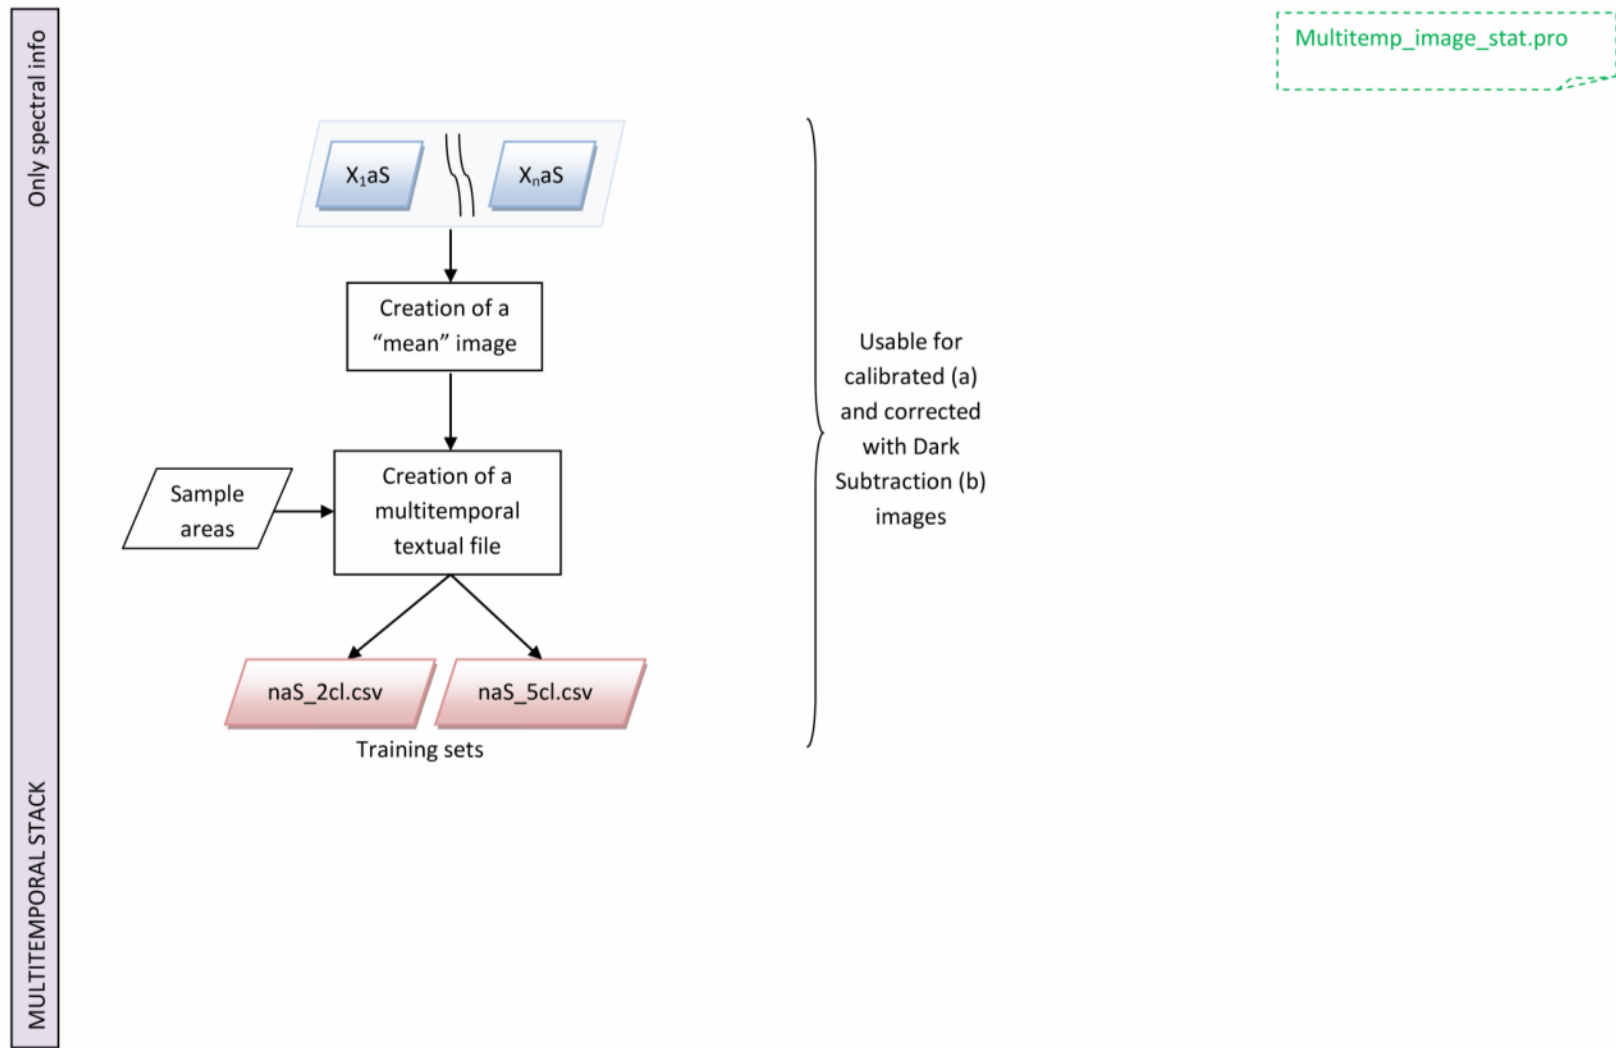 Only spectral info
MULTITEMPORAL STACK
Multitemp_image_stat.pro
X₁aS
XₙaS
Creation of a
“mean” image
Sample
areas
Creation of a
multitemporal
textual file
naS_2cl.csv
naS_5cl.csv
Training sets
Usable for
calibrated (a)
and corrected
with Dark
Subtraction (b)
images